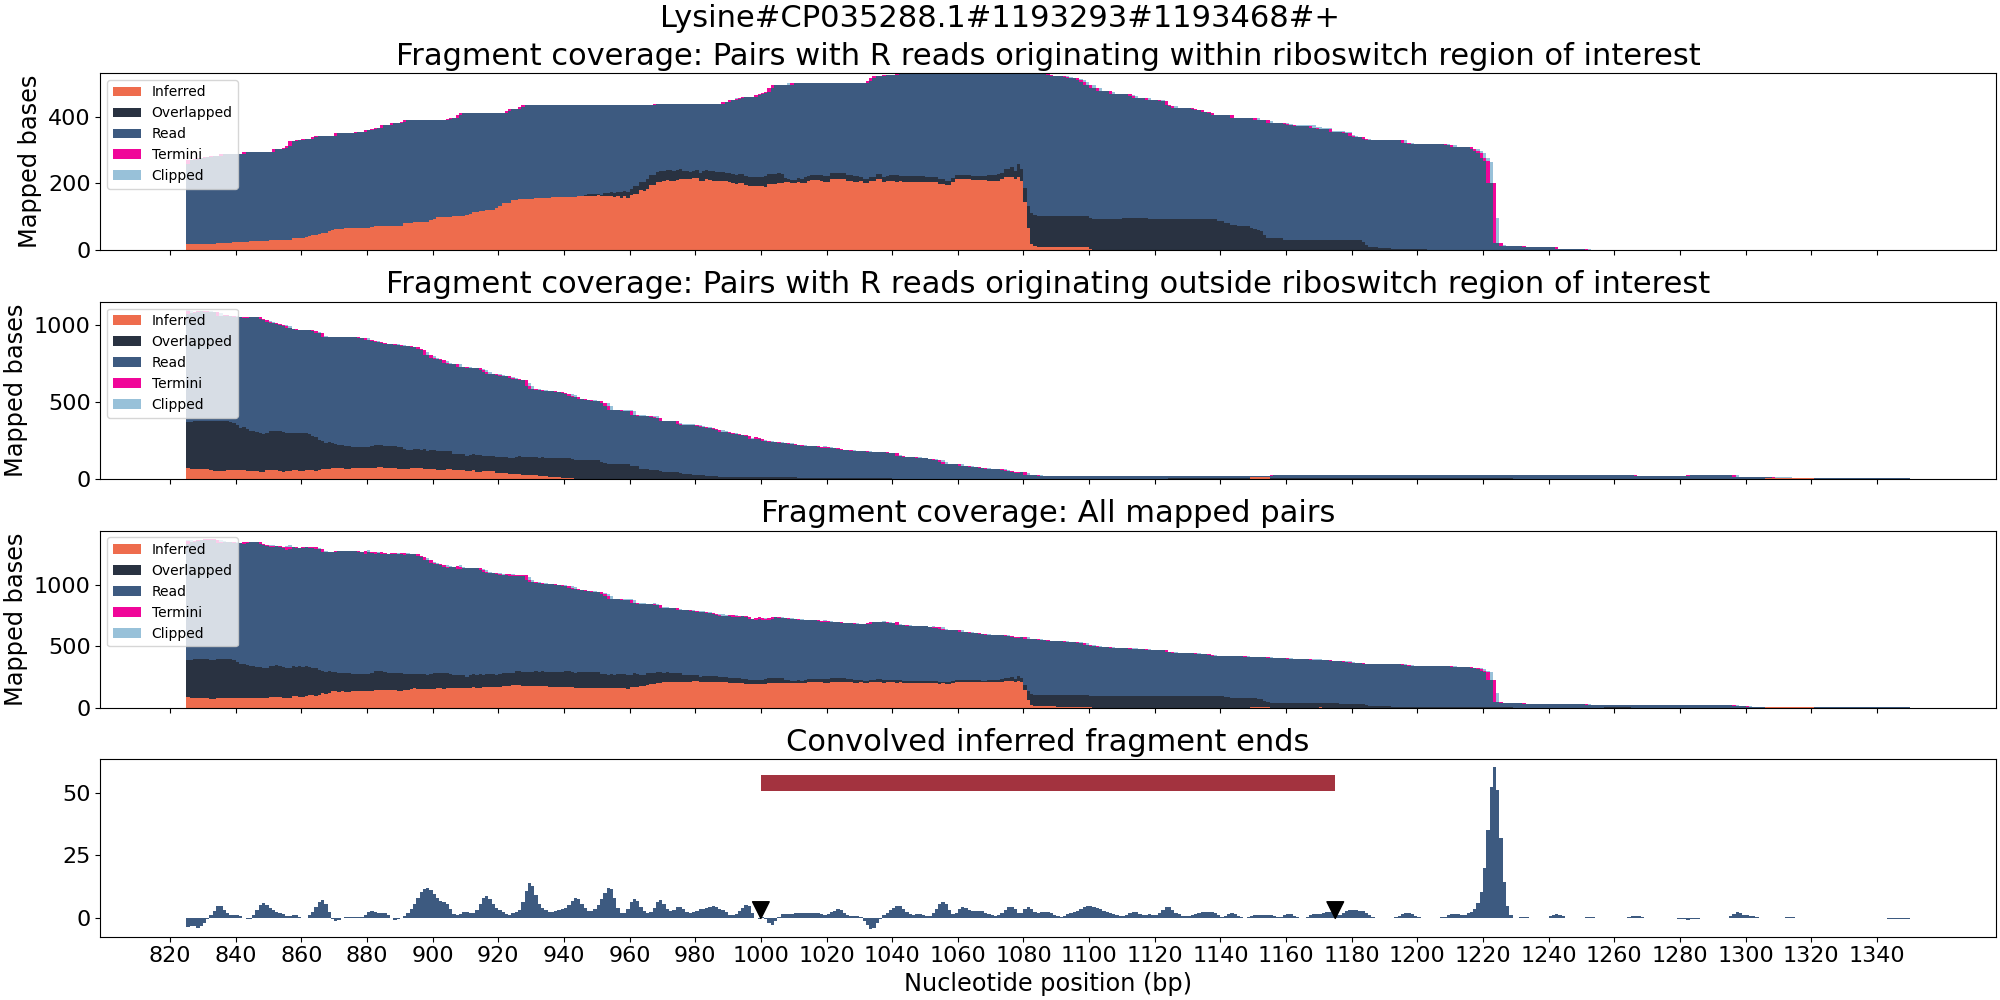 Lysine#CP035288.1#1193293#1193468#+
Fragment coverage: Pairs with R reads originating within riboswitch region of interest
Mapped bases
400
200
0
Inferred
Overlapped
Read
Termini
Clipped
Fragment coverage: Pairs with R reads originating outside riboswitch region of interest
Mapped bases
1000
500
0
Inferred
Overlapped
Read
Termini
Clipped
Fragment coverage: All mapped pairs
Mapped bases
1000
500
0
Inferred
Overlapped
Read
Termini
Clipped
Convolved inferred fragment ends
50
25
0
820 840 860 880 900 920 940 960 980 1000 1020 1040 1060 1080 1100 1120 1140 1160 1180 1200 1220 1240 1260 1280 1300 1320 1340
Nucleotide position (bp)